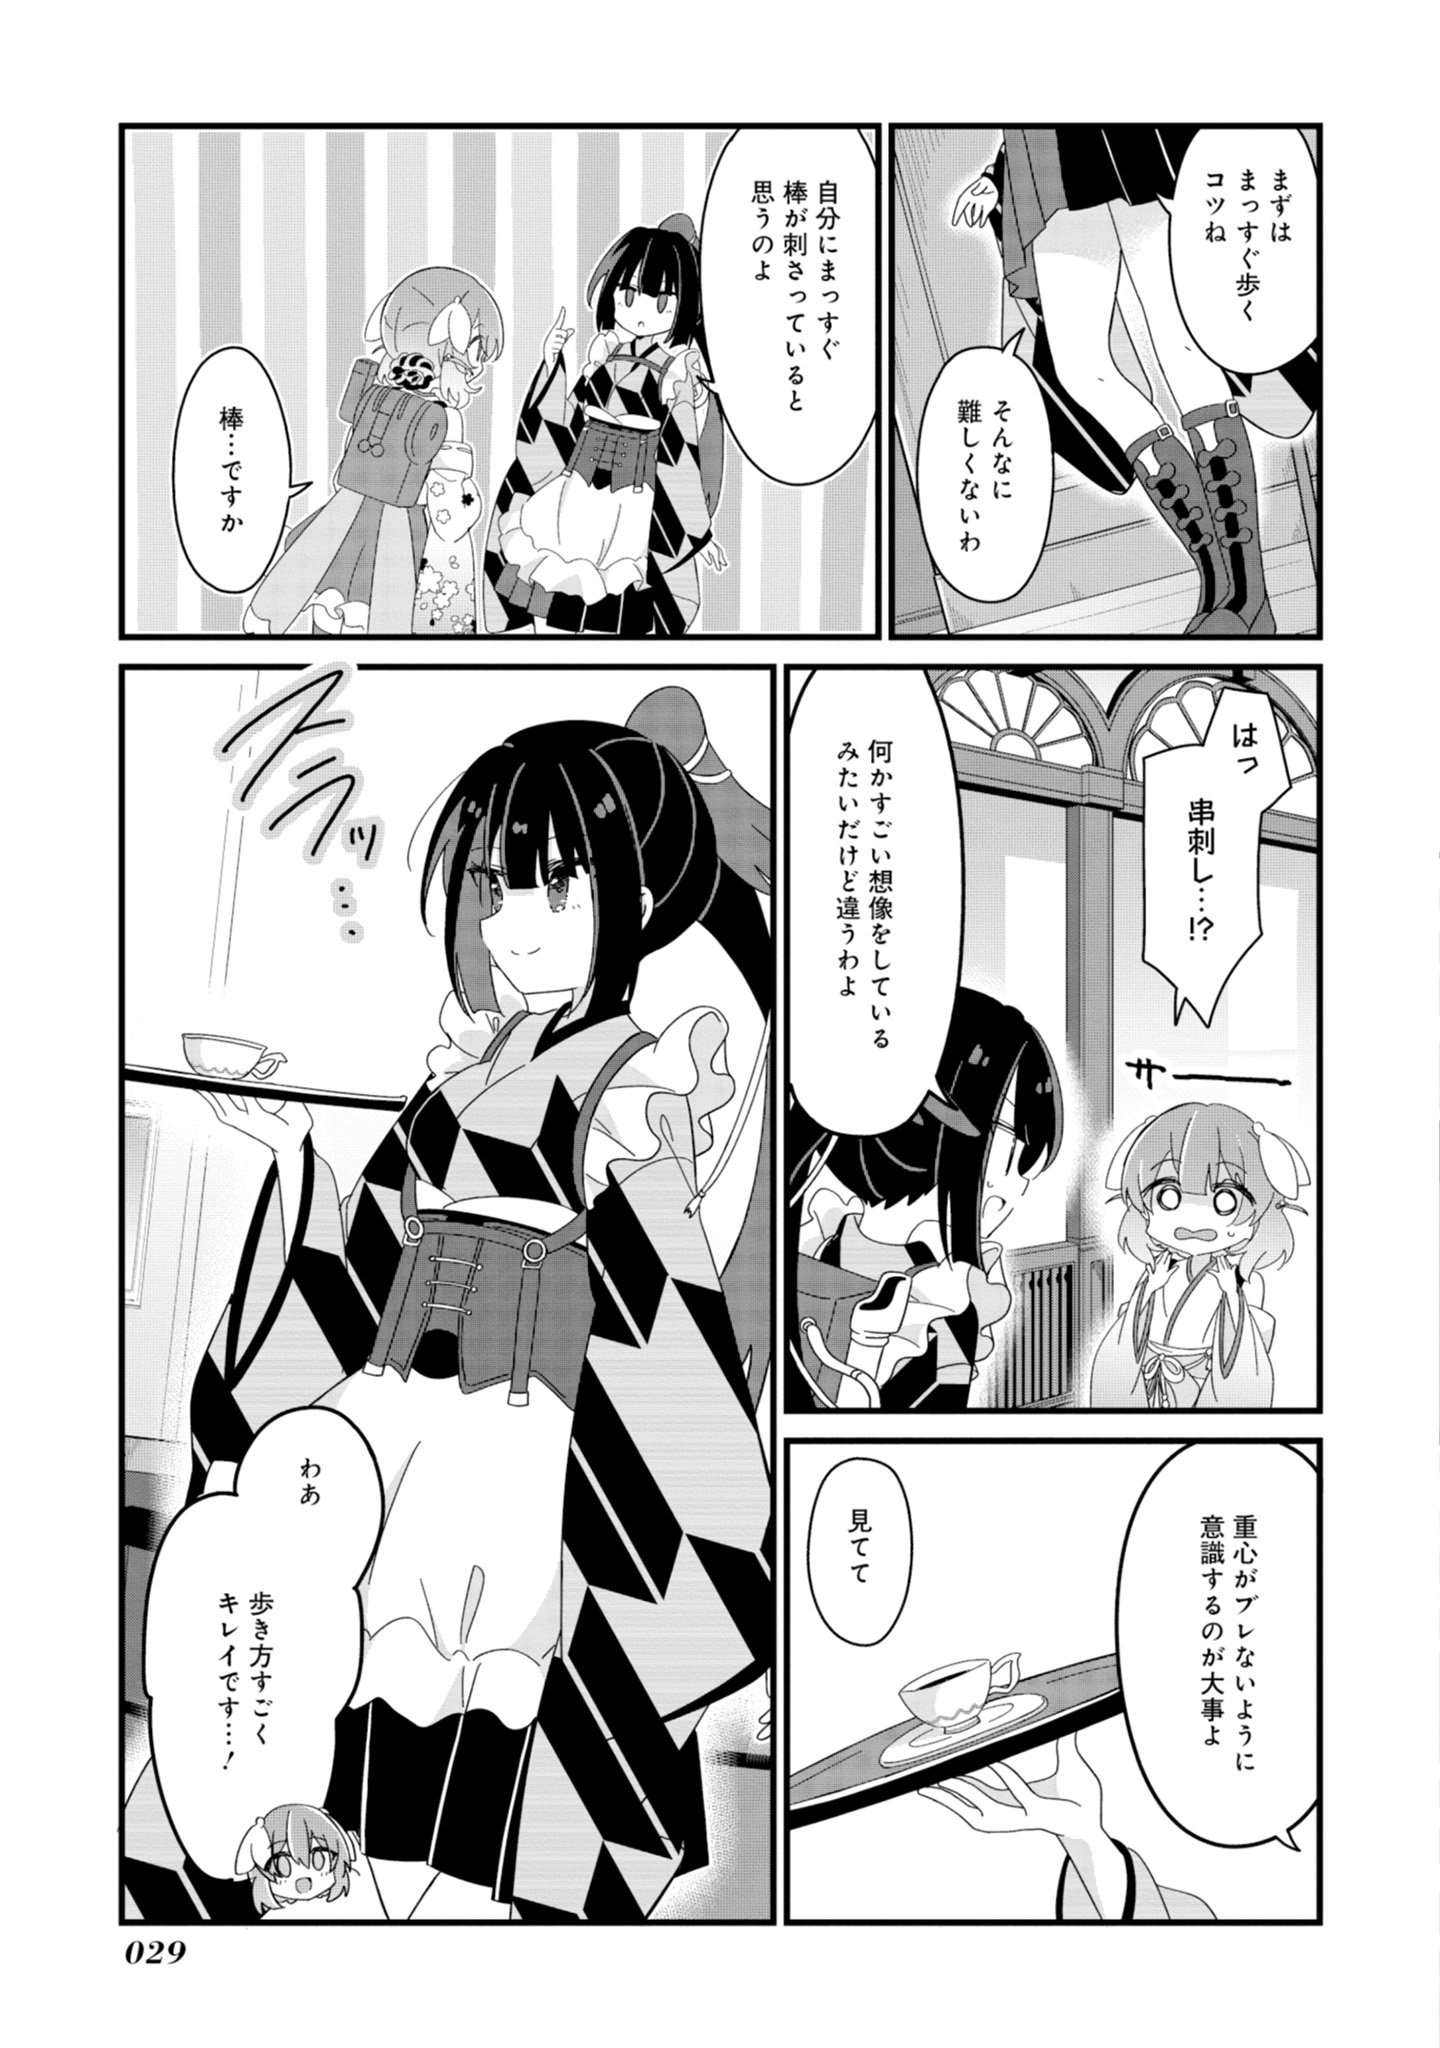 まずは
まっすぐ歩く
コツね
そんなに
難しくないわ
自分にまっすぐ
棒が刺さっていると
思うのよ
棒…ですか
はっ
串刺し…!?
サーー
何かすごい想像をしている
みたいだけど違うわよ
重心がブレないように
意識するのが大事よ
見てて
スラッ…
わあ
歩き方すごく
キレイです…!
029